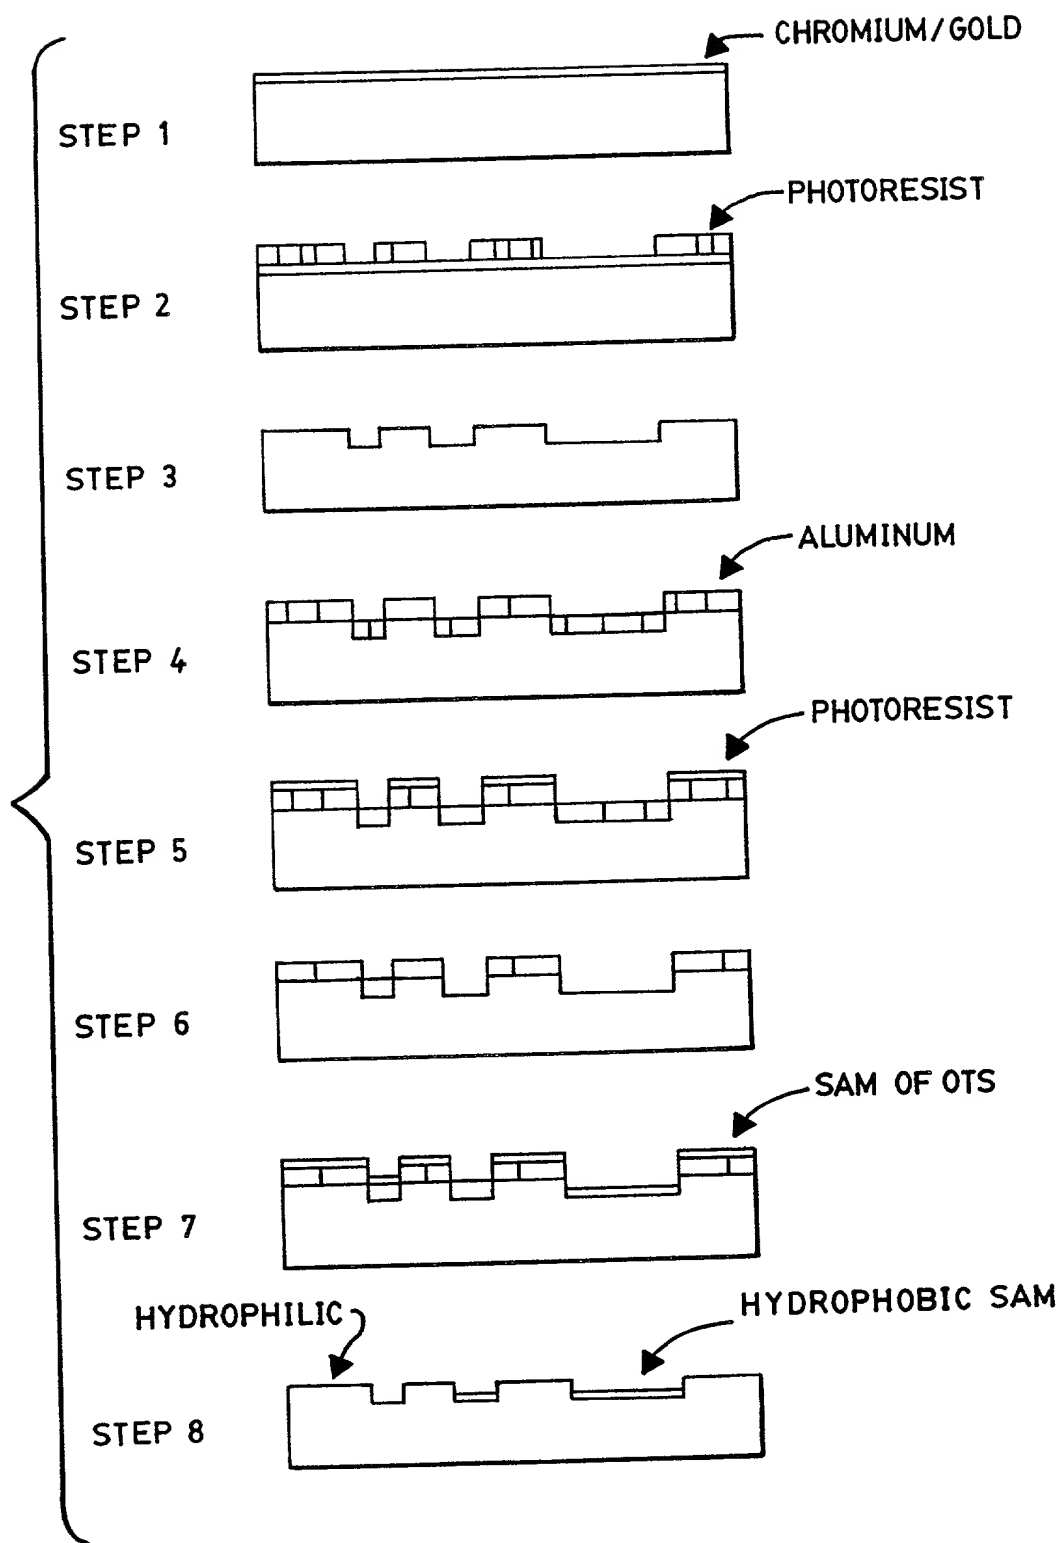 CHROMIUM/GOLD
STEP 1
PHOTORESIST
STEP 2
STEP 3
ALUMINUM
STEP 4
PHOTORESIST
STEP 5
STEP 6
SAM OF OTS
STEP 7
HYDROPHILIC
HYDROPHOBIC SAM
STEP 8